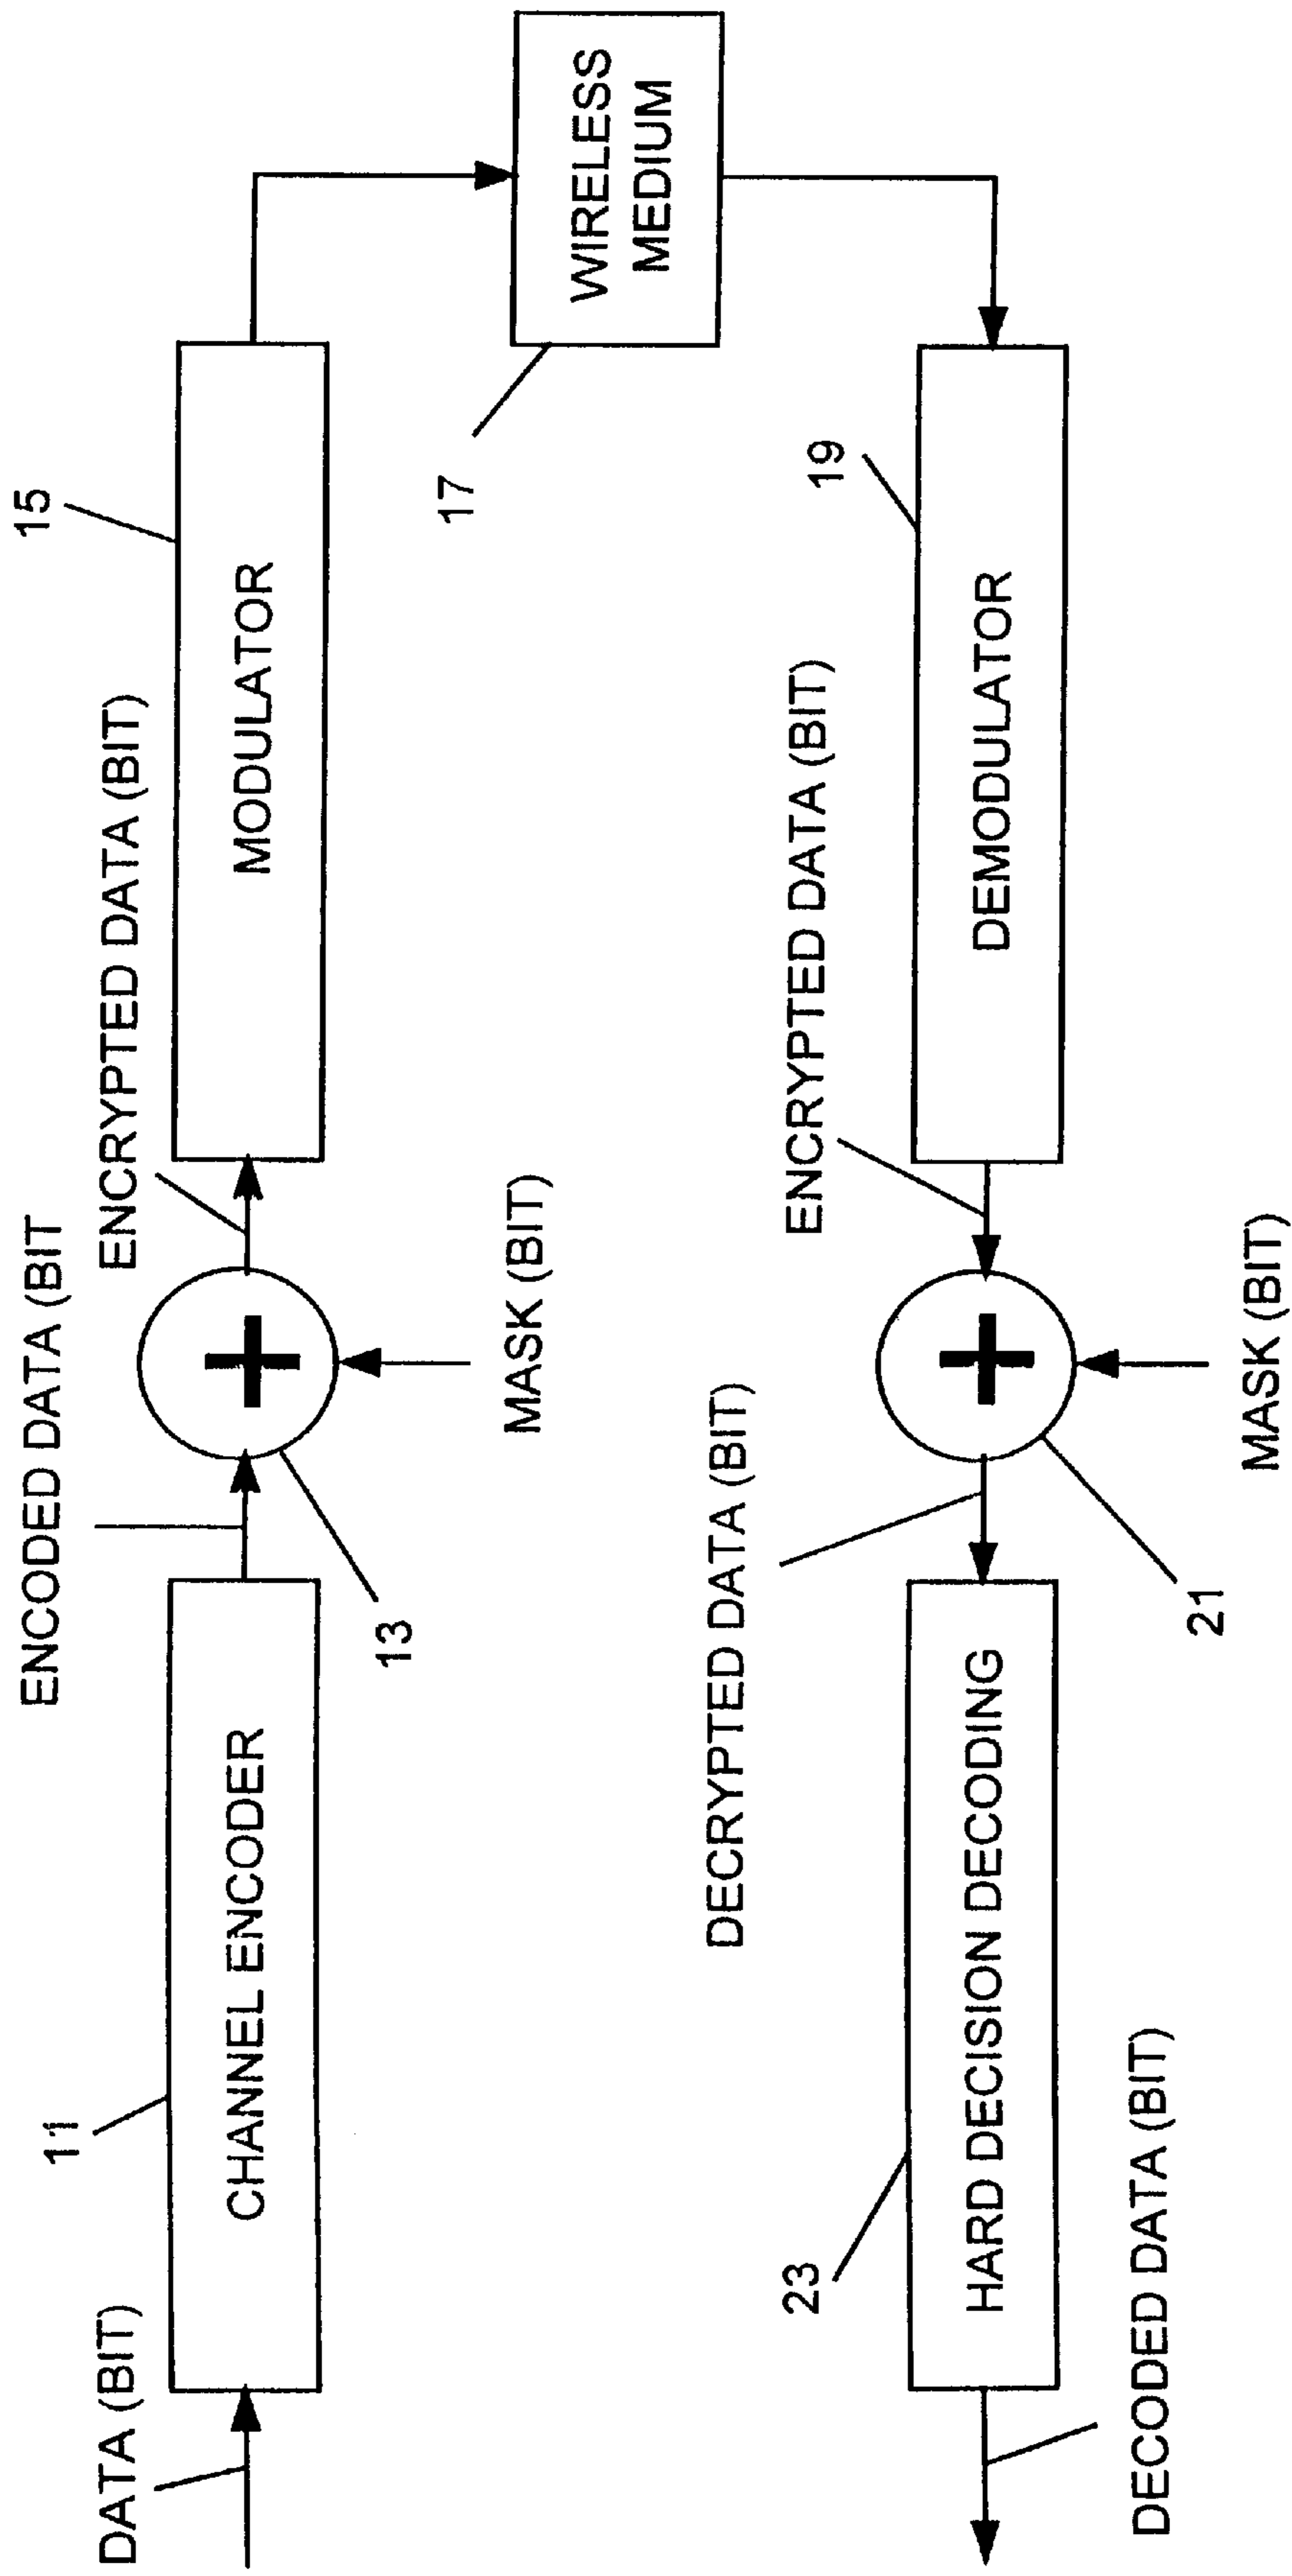 DATA (BIT)
11
CHANNEL ENCODER
ENCODED DATA (BIT
13
MASK (BIT)
ENCRYPTED DATA (BIT)
15
MODULATOR
17
WIRELESS
MEDIUM
19
DEMODULATOR
ENCRYPTED DATA (BIT)
MASK (BIT)
21
DECRYPTED DATA (BIT)
23
HARD DECISION DECODING
DECODED DATA (BIT)